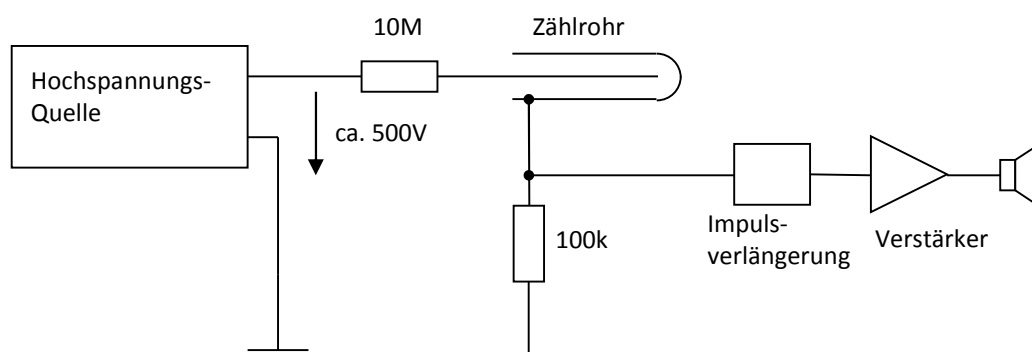 10M
Zählrohr
Hochspannungs-
Quelle
ca. 500V
100k
Impuls-
verlängerung
Verstärker